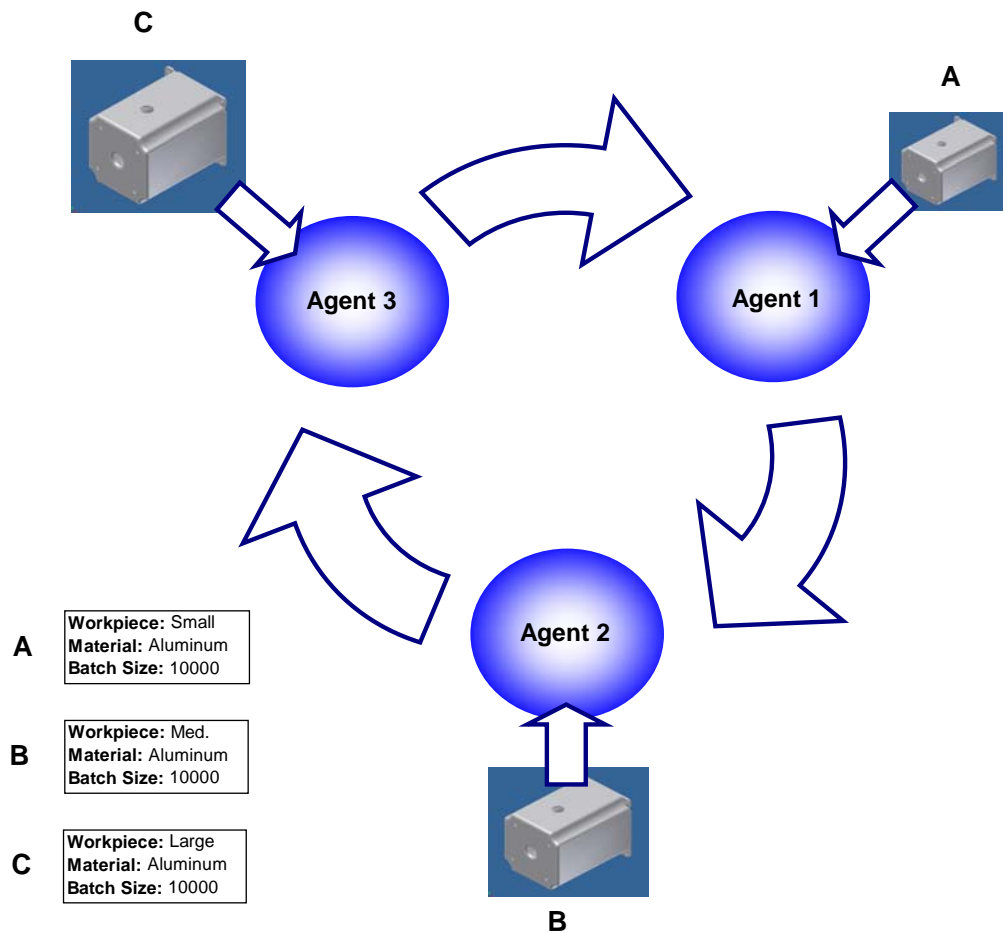 C
A
Agent 3
Agent 1
Agent 2
A
Workpiece: Small
Material: Aluminum
Batch Size: 10000
B
Workpiece: Med.
Material: Aluminum
Batch Size: 10000
C
Workpiece: Large
Material: Aluminum
Batch Size: 10000
B